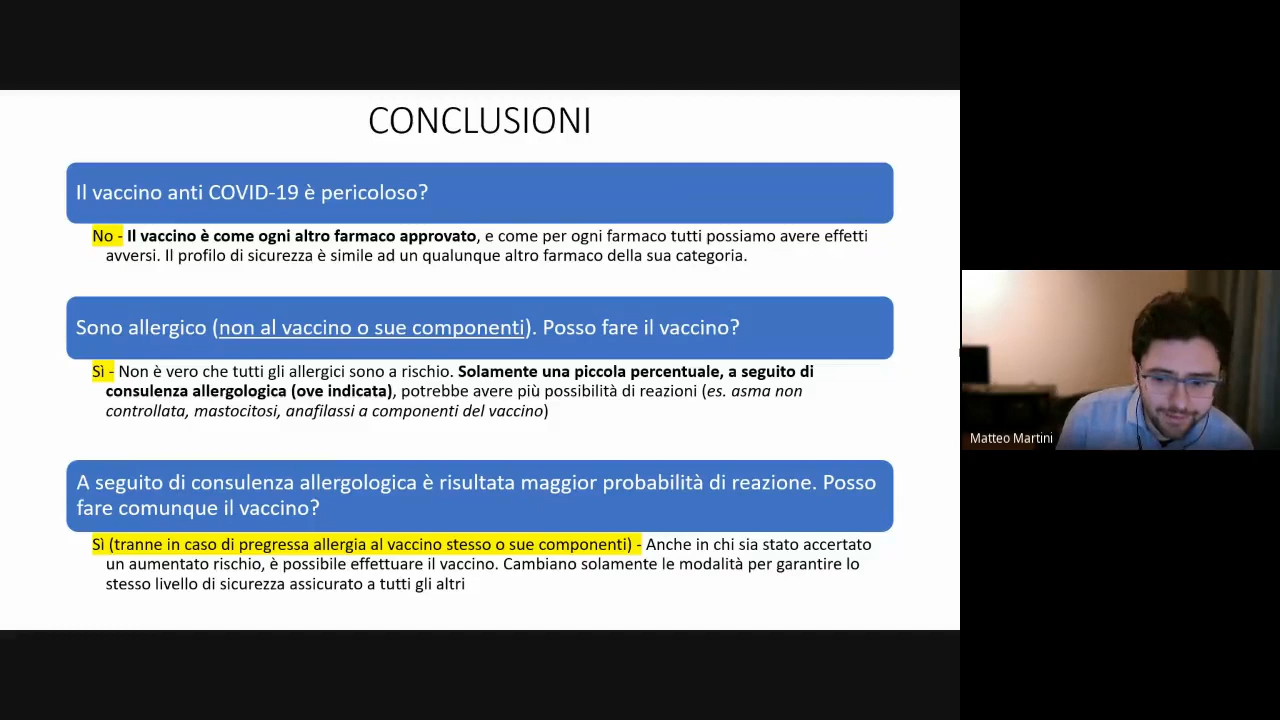 CONCLUSIONI
Il vaccino anti COVID-19 è pericoloso?
No - Il vaccino è come ogni altro farmaco approvato, e come per ogni farmaco tutti possiamo avere effetti
avversi. Il profilo di sicurezza è simile ad un qualunque altro farmaco della sua categoria.
Sono allergico (non al vaccino o sue componenti). Posso fare il vaccino?
Sì - Non è vero che tutti gli allergici sono a rischio. Solamente una piccola percentuale, a seguito di
consulenza allergologica (ove indicata), potrebbe avere più possibilità di reazioni (es. asma non
controllata, mastocitosi, anafilassi a componenti del vaccino)
A seguito di consulenza allergologica è risultata maggior probabilità di reazione. Posso
fare comunque il vaccino?
Sì (tranne in caso di pregressa allergia al vaccino stesso o sue componenti) - Anche in chi sia stato accertato
un aumentato rischio, è possibile effettuare il vaccino. Cambiano solamente le modalità per garantire lo
stesso livello di sicurezza assicurato a tutti gli altri
Matteo Martini